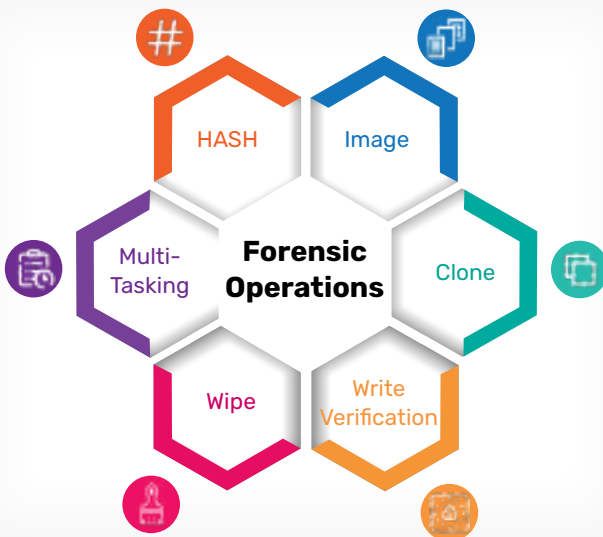 #
HASH
Image
Multi-
Tasking
Forensic
Operations
Clone
Wipe
Write
Verification